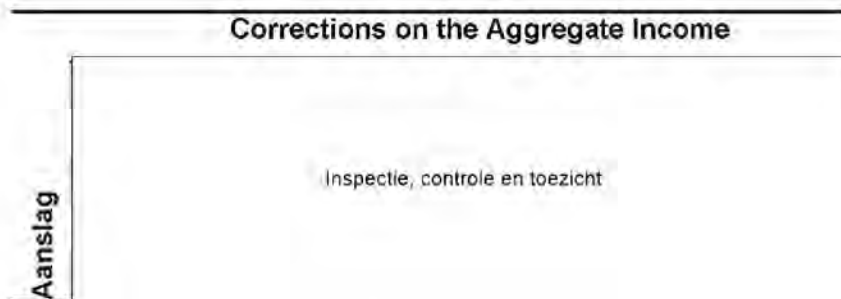 Corrections on the Aggregate Income
Inspectie, controle en toezicht
Aanslag